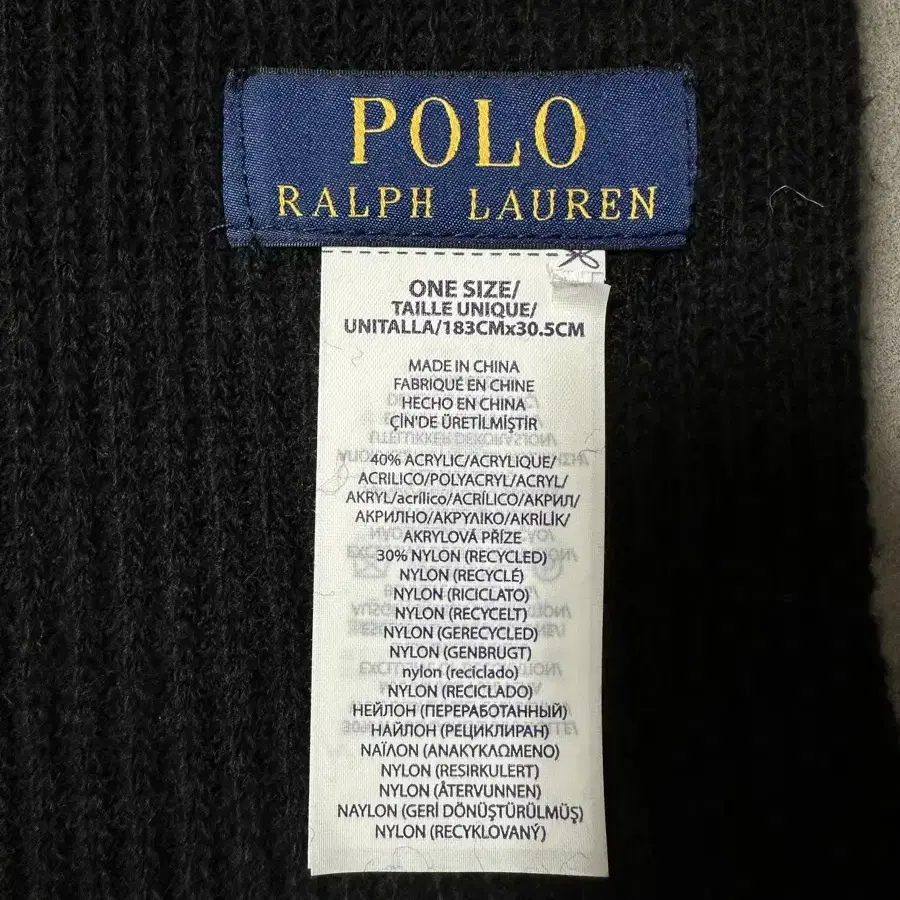 POLO
RALPH LAUREN
ONE SIZE/
TAILLE UNIQUE/
UNITALLA/183CMx30.5CM
MADE IN CHINA
FABRIQUÉ EN CHINE
HECHO EN CHINA
ÇİN'DE ÜRETİLMİŞTİR
40% ACRYLIC/ACRYLIQUE/
ACRILICO/POLYACRYL/ACRYL/
AKRYL/acrílico/ACRÍLICO/АКРИЛ/
АКРИЛНО/ΑΚΡΥΛΙΚΟ/AKRİLİK/
AKRYLOVÁ PŘÍZE
30% NYLON (RECYCLED)
NYLON (RECYCLÉ)
NYLON (RICICLATO)
NYLON (RECYCELT)
NYLON (GERECYCLED)
NYLON (GENBRUGT)
nylon (reciclado)
NYLON (RECICLADO)
НЕЙЛОН (ПЕРЕРАБОТАННЫЙ)
НАЙЛОН (РЕЦИКЛИРАН)
ΝΑΪΛΟΝ (ΑΝΑΚΥΚΛΩΜΕΝΟ)
NYLON (RESIRKULERT)
NYLON (ÅTERVUNNEN)
NAYLON (GERİ DÖNÜŞTÜRÜLMÜŞ)
NYLON (RECYKLOVANÝ)